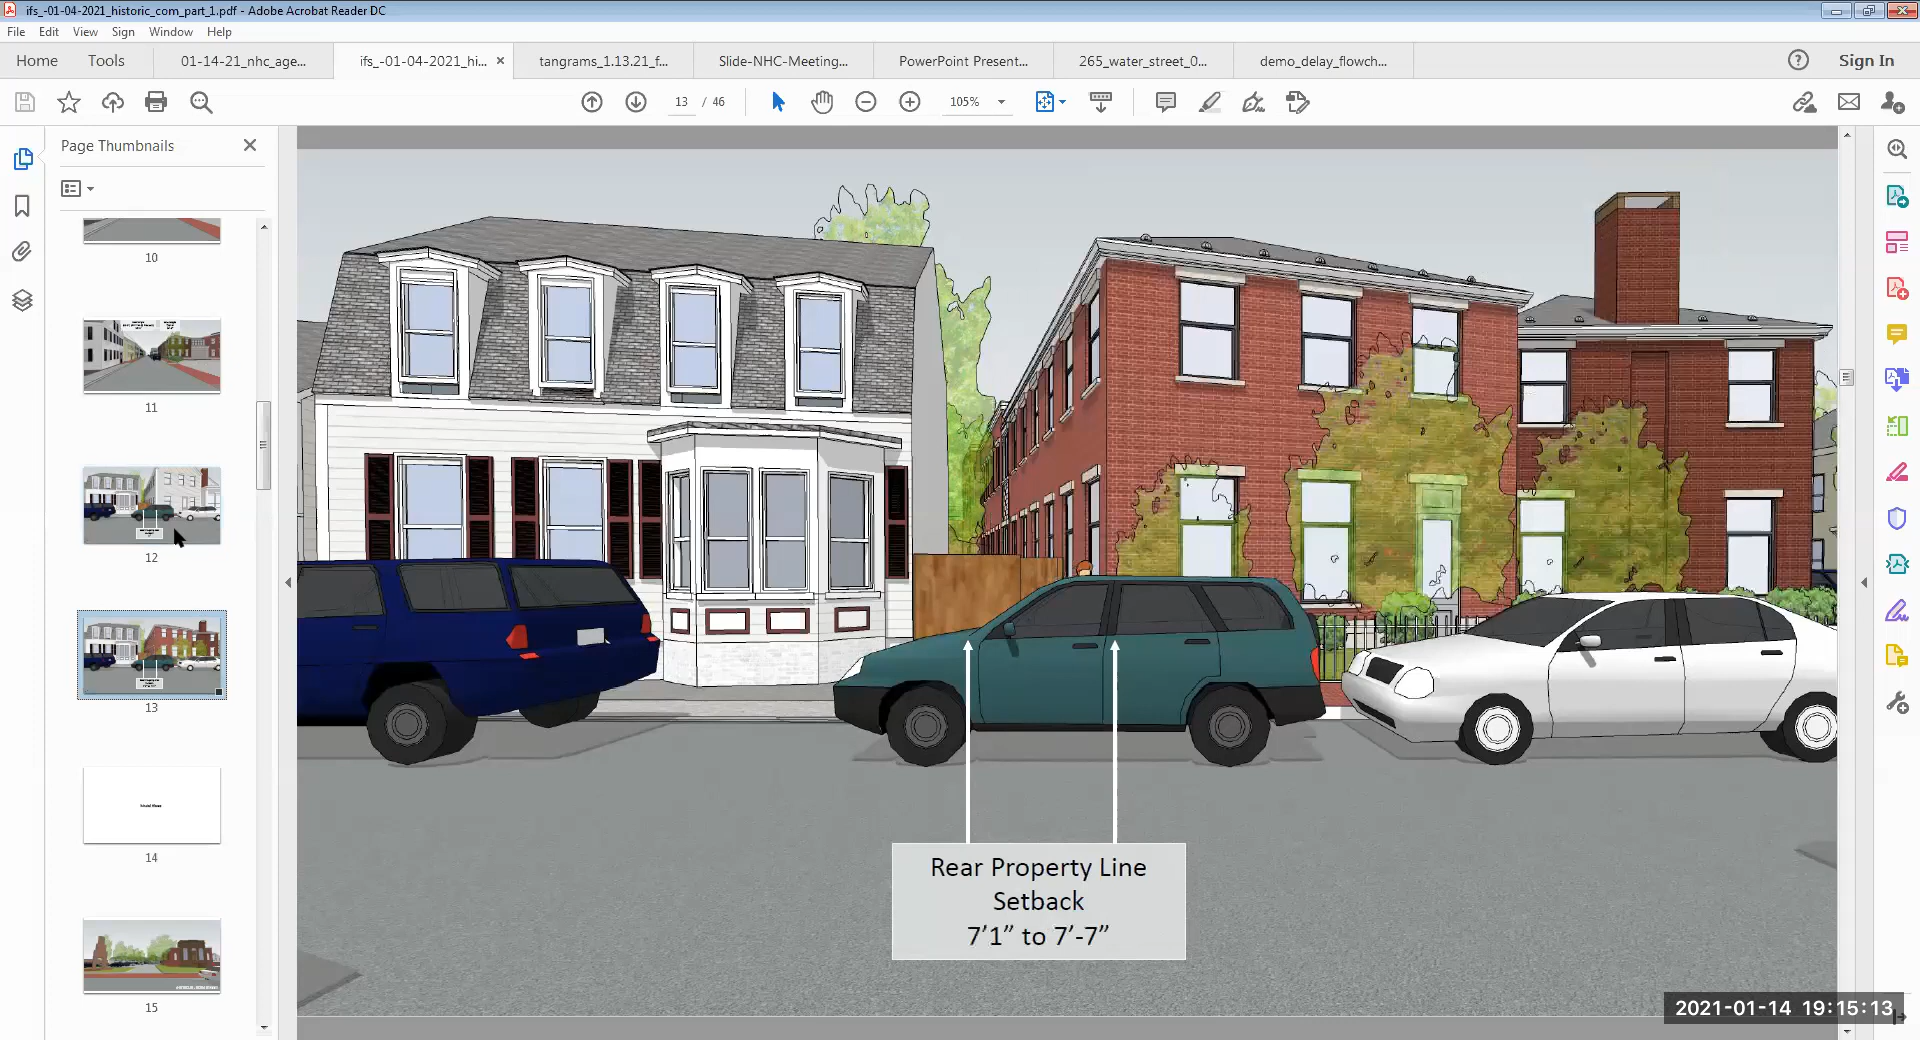 ifs_-01-04-2021_historic_com_part_1.pdf - Adobe Acrobat Reader DC
File Edit View Sign Window Help
Home Tools 01-14-21_nhc_age... ifs_-01-04-2021_hi... tangrams_1.13.21_f... Slide-NHC-Meeting... PowerPoint Present... 265_water_street_0... demo_delay_flowch... Sign In
13 / 46 105%
Page Thumbnails
10
11
12
13
14
15
Rear Property Line
Setback
7’1” to 7’-7”
2021-01-14 19:15:13